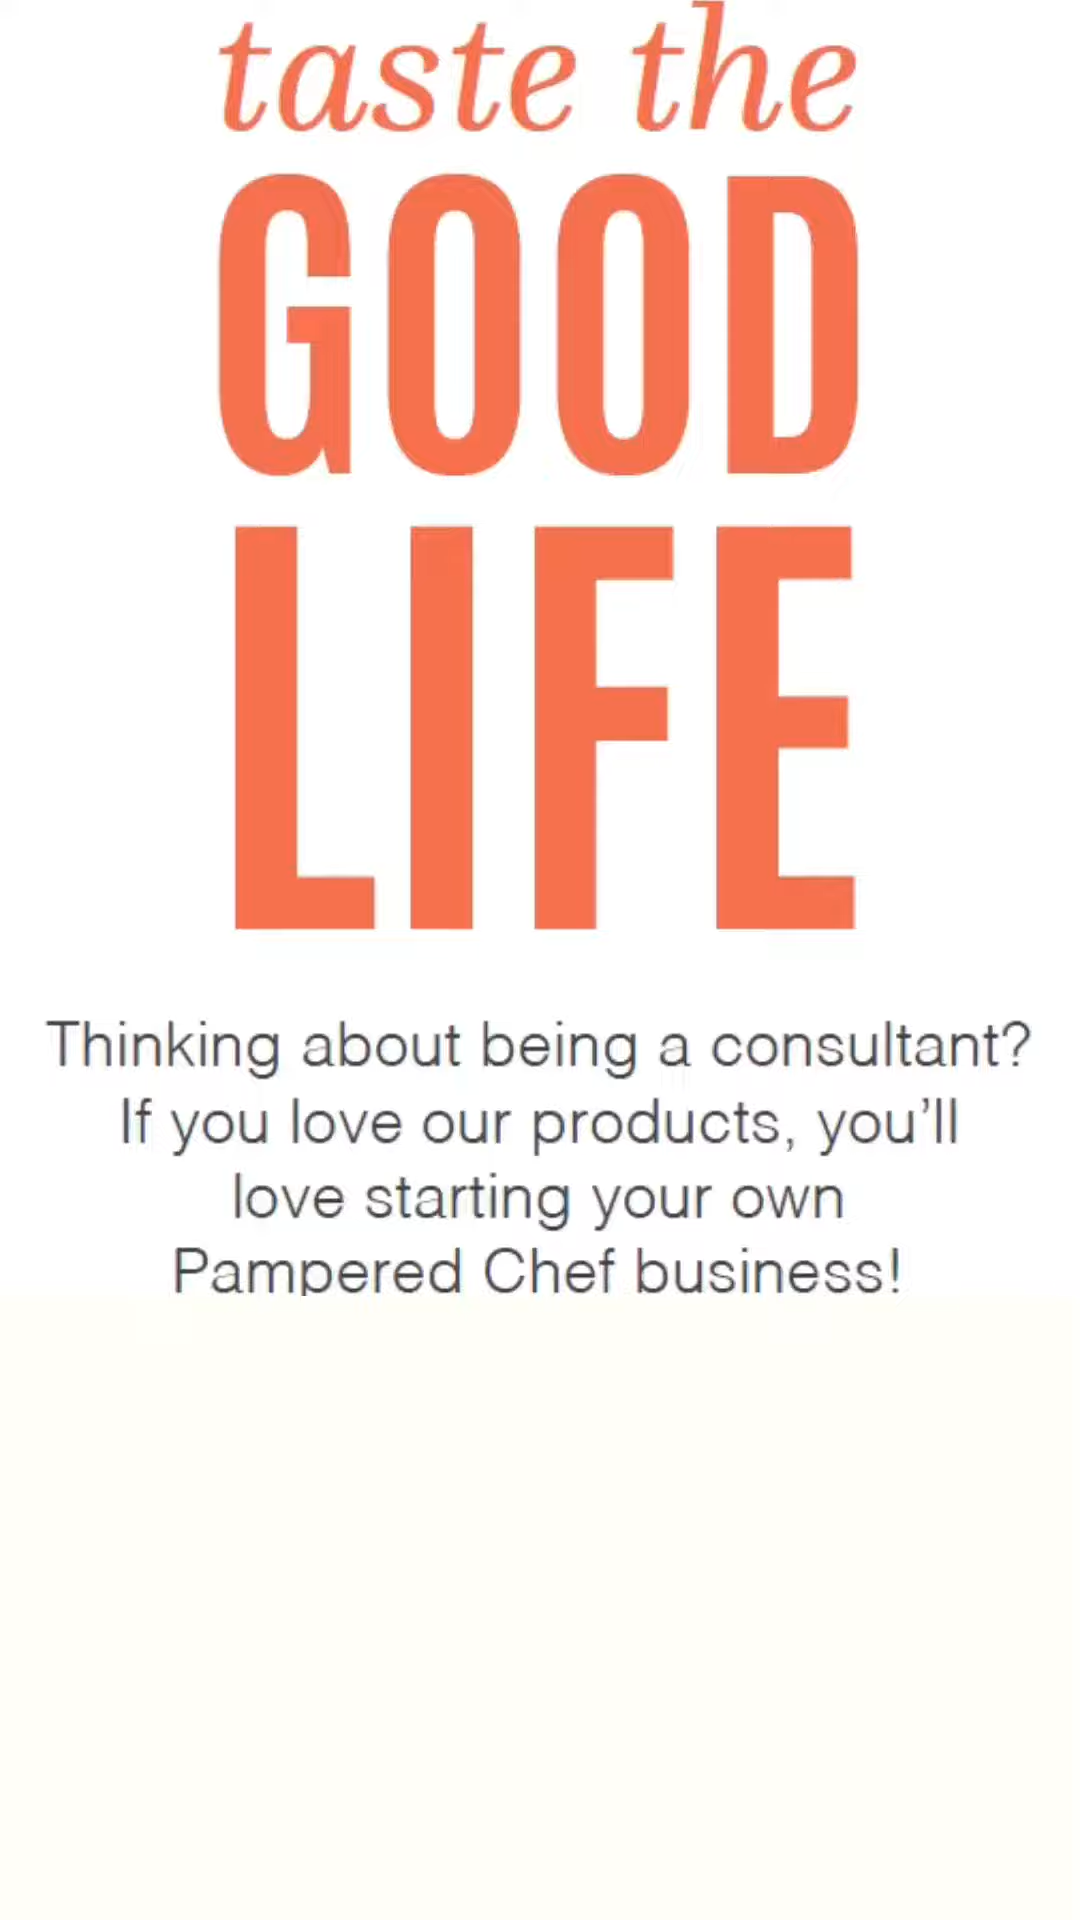 taste the
GOOD
LIFE
Thinking about being a consultant?
If you love our products, you’ll
love starting your own
Pampered Chef business!